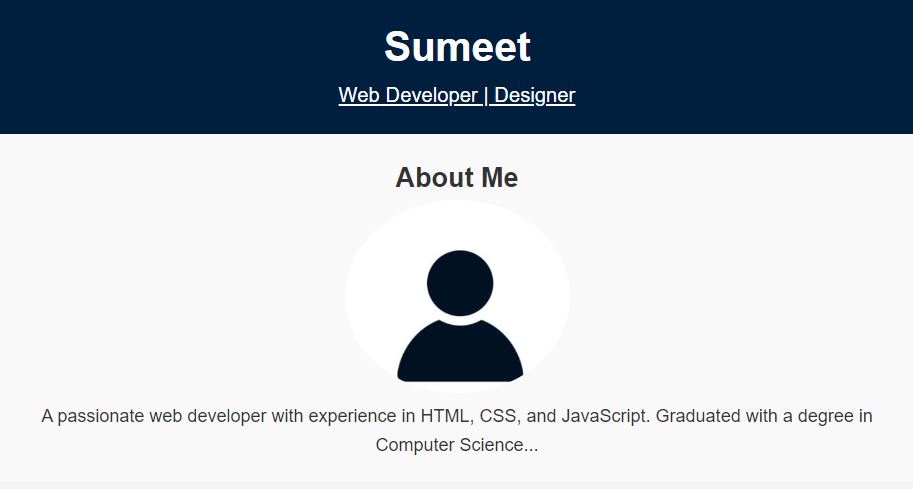 Sumeet
Web Developer | Designer
About Me
A passionate web developer with experience in HTML, CSS, and JavaScript. Graduated with a degree in
Computer Science...